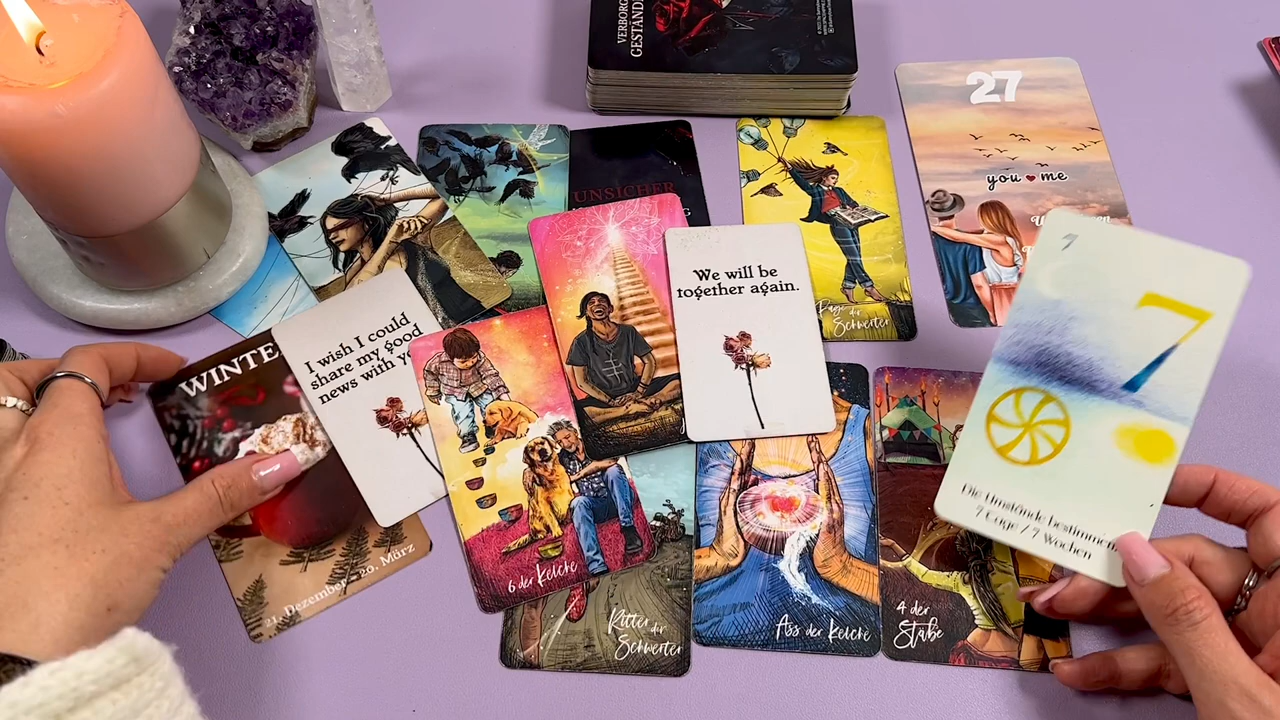 VERBORG
GESTÄND
27
you me
UNSICHER
We will be
together again.
Page der
Schwerter
WINTE
I wish I could
share my good
news with yo
7
7
Die Umstände bestimmen
7 Tage / 7 Wochen
6 der Kelche
Ritter der
Schwerter
Ass der Kelche
4 der
Stäbe
21. Dezember - 20. März